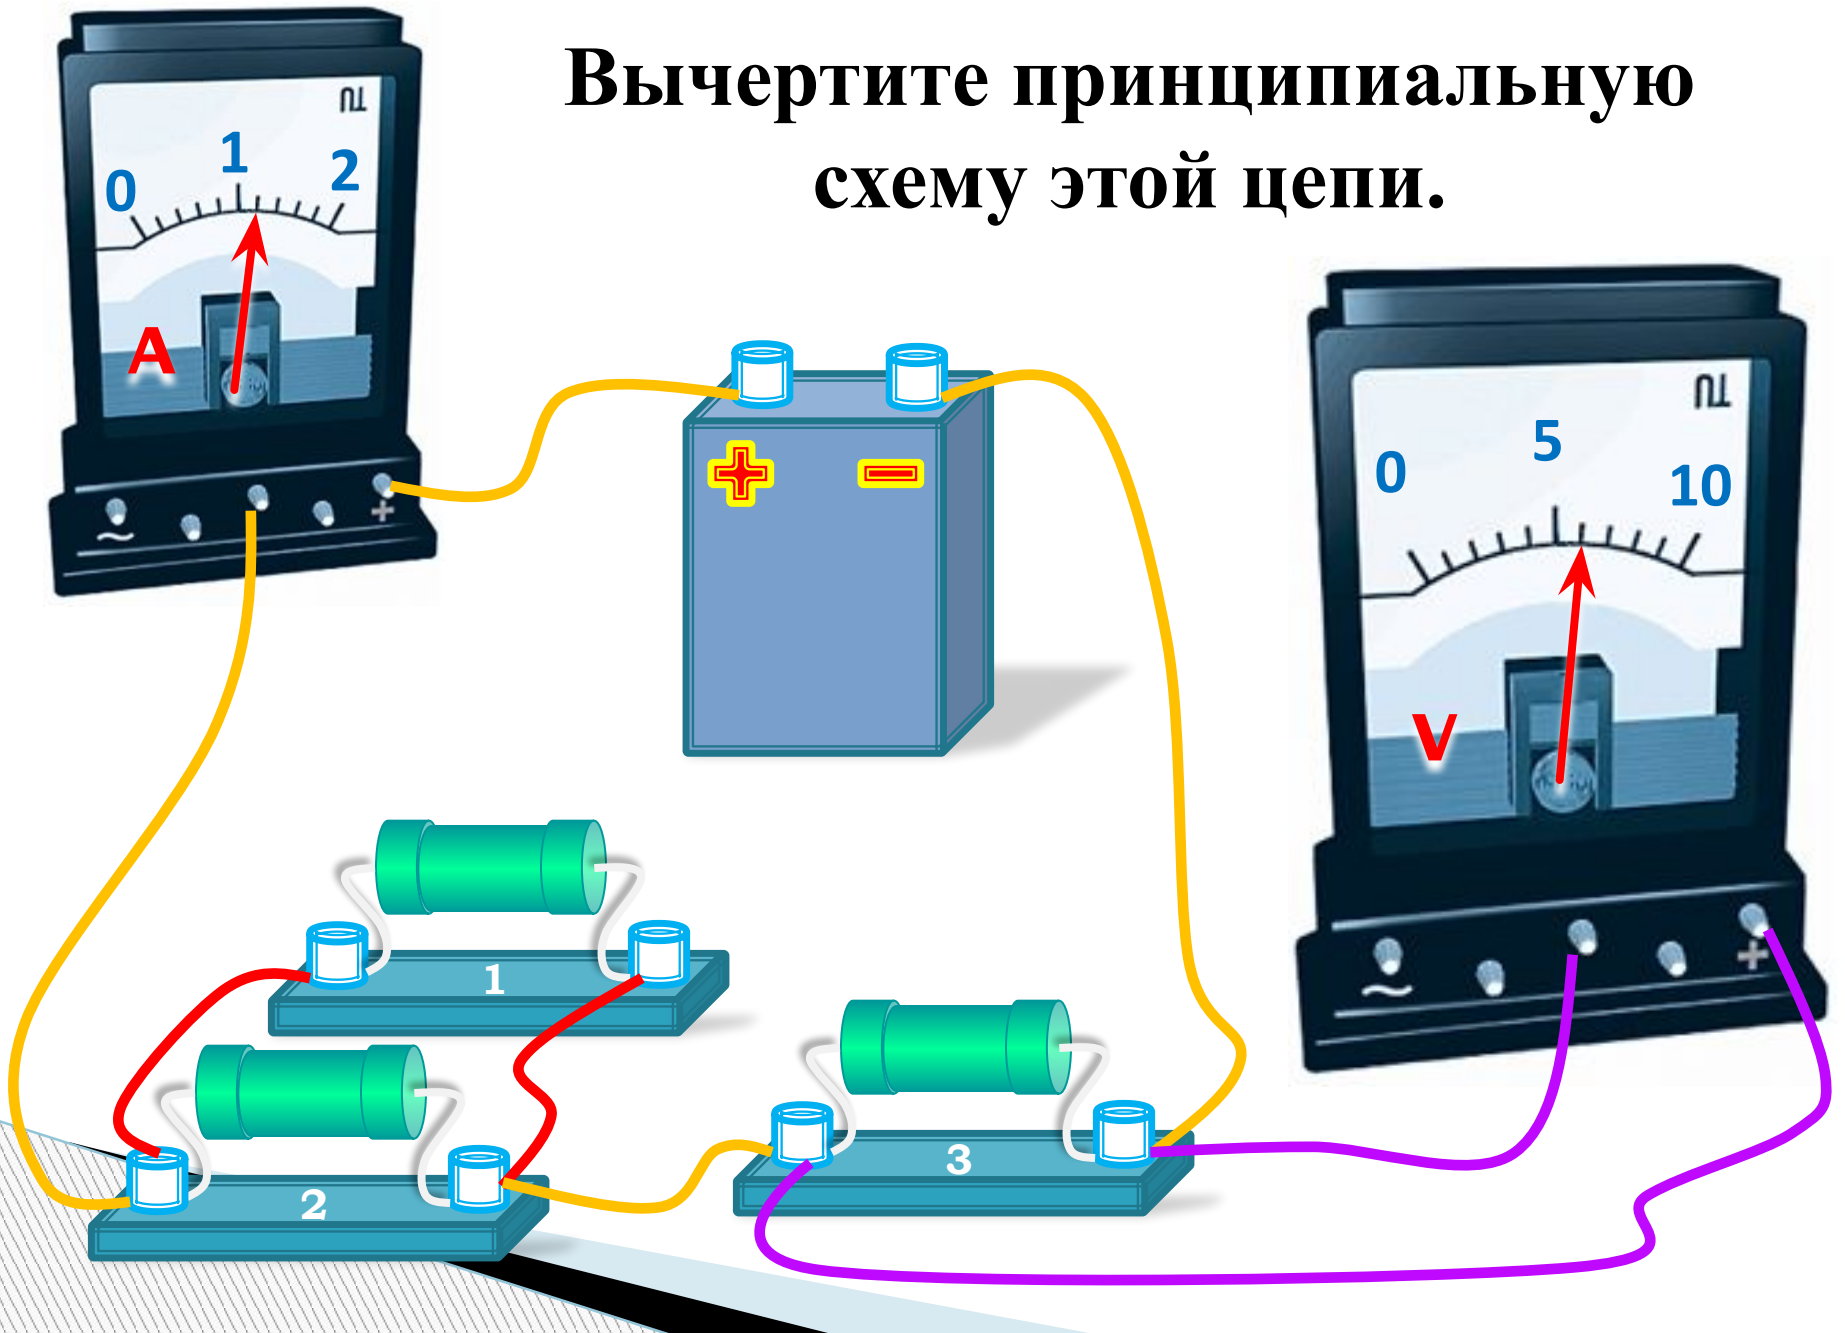 Вычертите принципиальную
схему этой цепи.
0 1 2
A
+ −
0 5 10
V
~ +
~ +
1
2
3